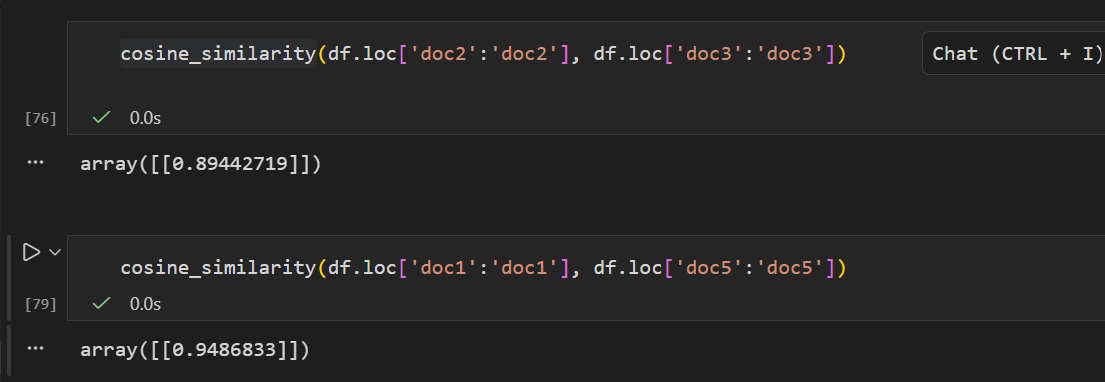 cosine_similarity(df.loc['doc2':'doc2'], df.loc['doc3':'doc3'])
Chat (CTRL + I)
[76]
0.0s
array([[0.89442719]])
cosine_similarity(df.loc['doc1':'doc1'], df.loc['doc5':'doc5'])
[79]
0.0s
array([[0.9486833]])